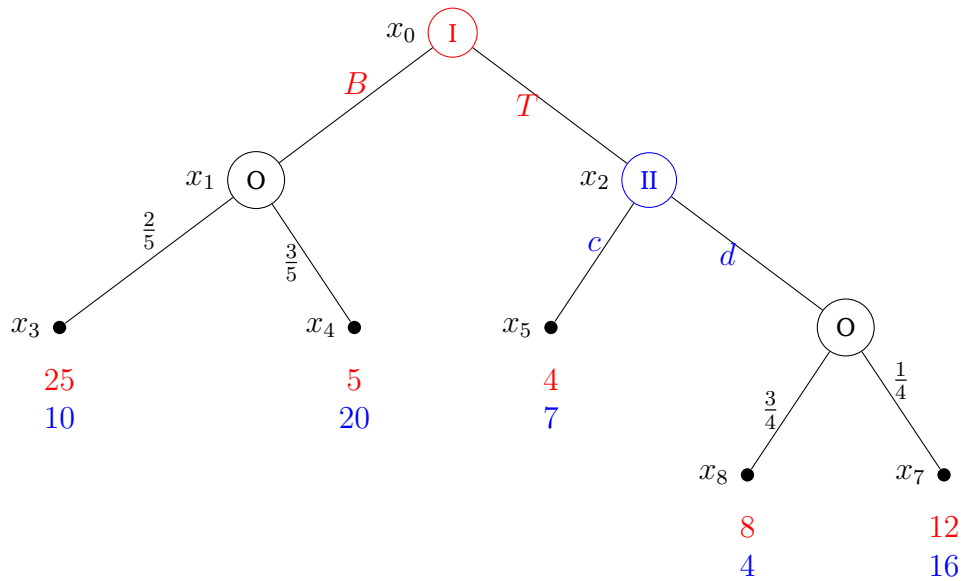 x₀ I
B T
x₁ O x₂ II
2/5 3/5 c d
x₃ x₄ x₅ O
25 5 4 3/4 1/4
10 20 7
x₈ x₇
8 12
4 16